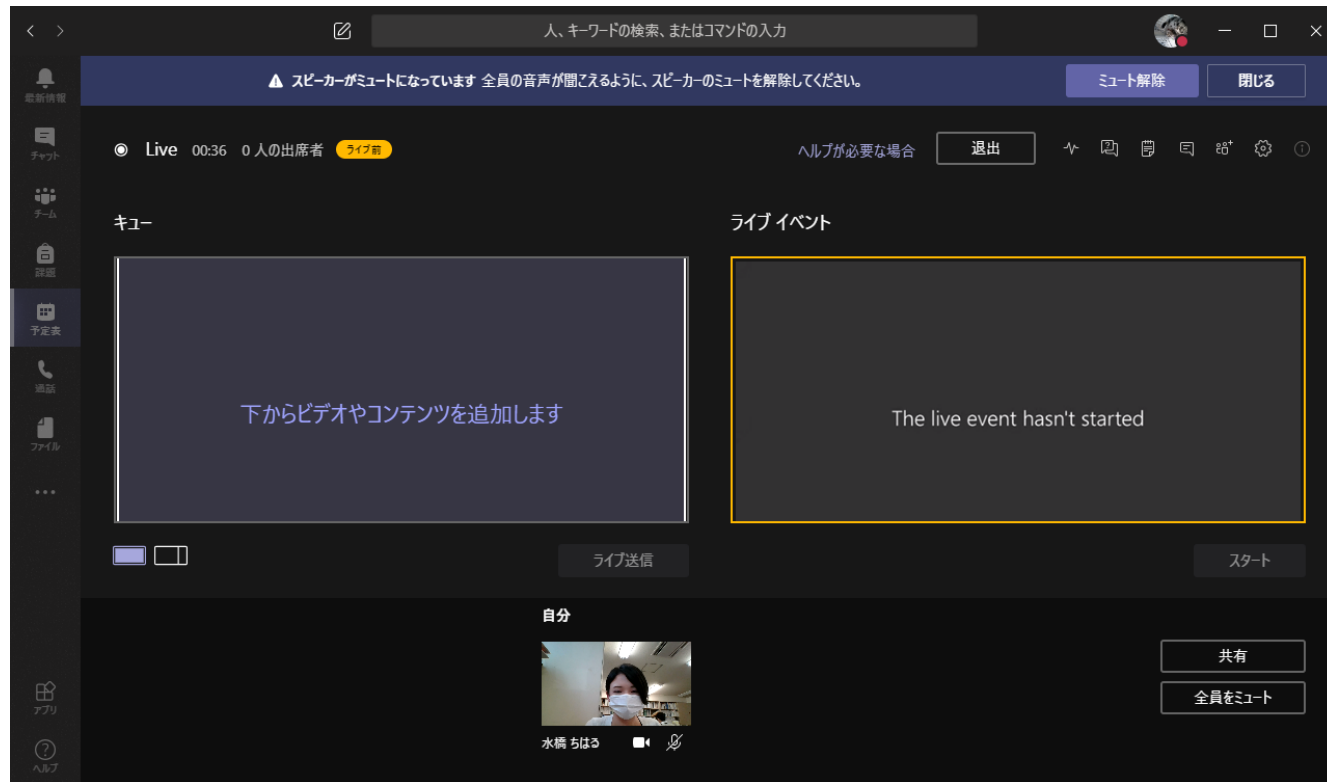 人、キーワードの検索、またはコマンドの入力
最新情報
チャット
チーム
課題
予定表
通話
ファイル
アプリ
ヘルプ
スピーカーがミュートになっています 全員の音声が聞こえるように、スピーカーのミュートを解除してください。
ミュート解除
閉じる
Live 00:36 0 人の出席者 ライブ前
ヘルプが必要な場合
退出
キュー
ライブ イベント
下からビデオやコンテンツを追加します
The live event hasn't started
ライブ送信
スタート
自分
水橋 ちはる
共有
全員をミュート